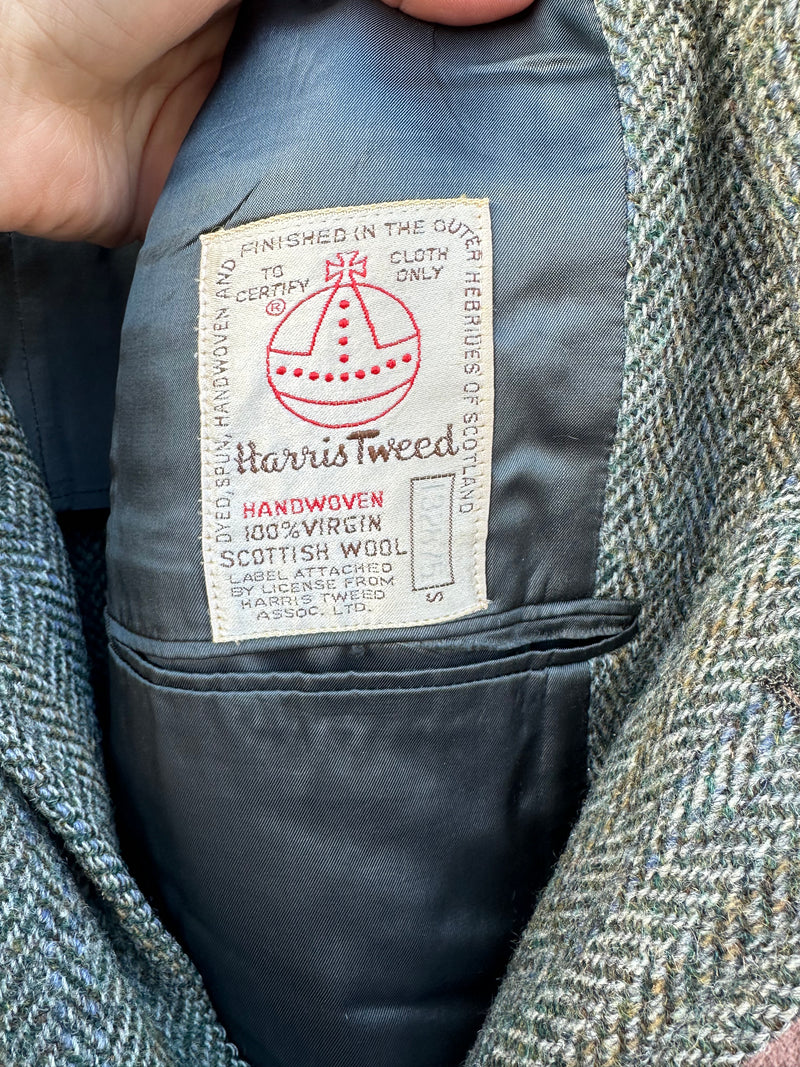 DYED, SPUN, HANDWOVEN AND FINISHED IN THE OUTER HEBRIDES OF SCOTLAND
TO CERTIFY
CLOTH ONLY
®
Harris Tweed
HANDWOVEN
100% VIRGIN
SCOTTISH WOOL
LABEL ATTACHED
BY LICENSE FROM
HARRIS TWEED
ASSOC. LTD.
S